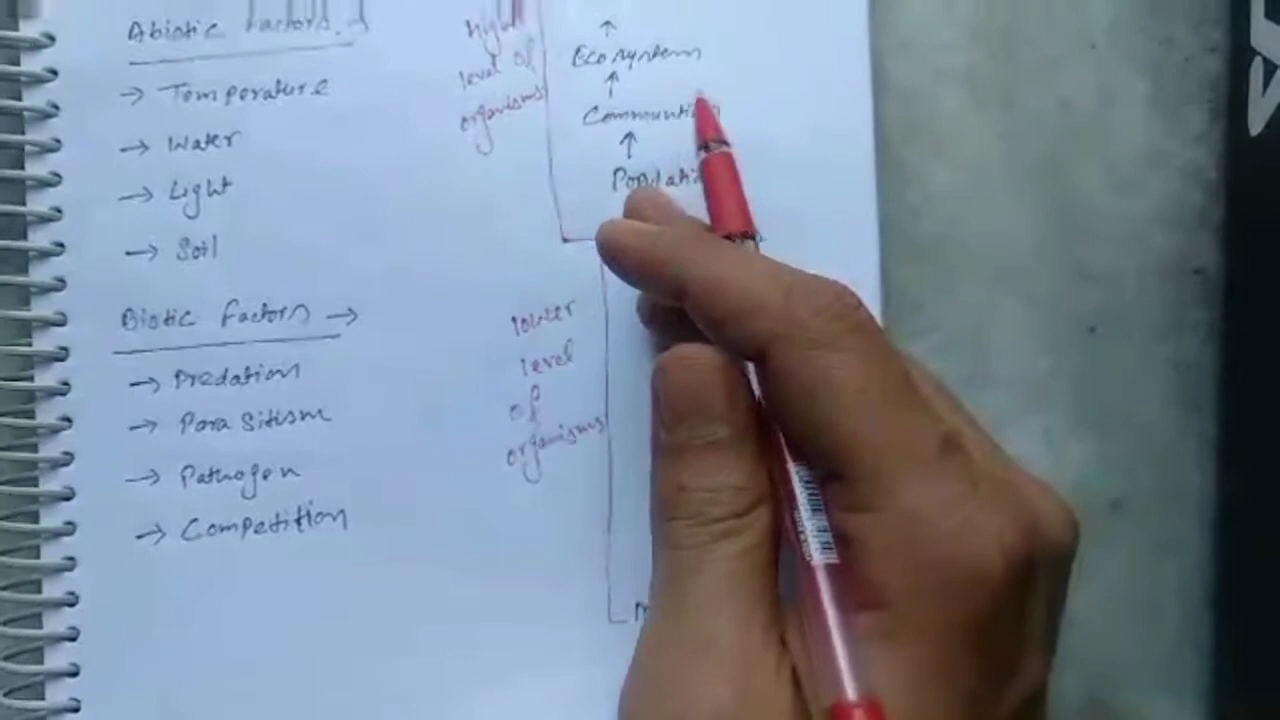 Abiotic Factors
→ Temperature
→ Water
→ Light
→ Soil
Biotic Factors →
→ Predation
→ Parasitism
→ Pathogen
→ Competition
level of
organisms
↑
Ecosystem
↑
↑
lower
level
of
organisms